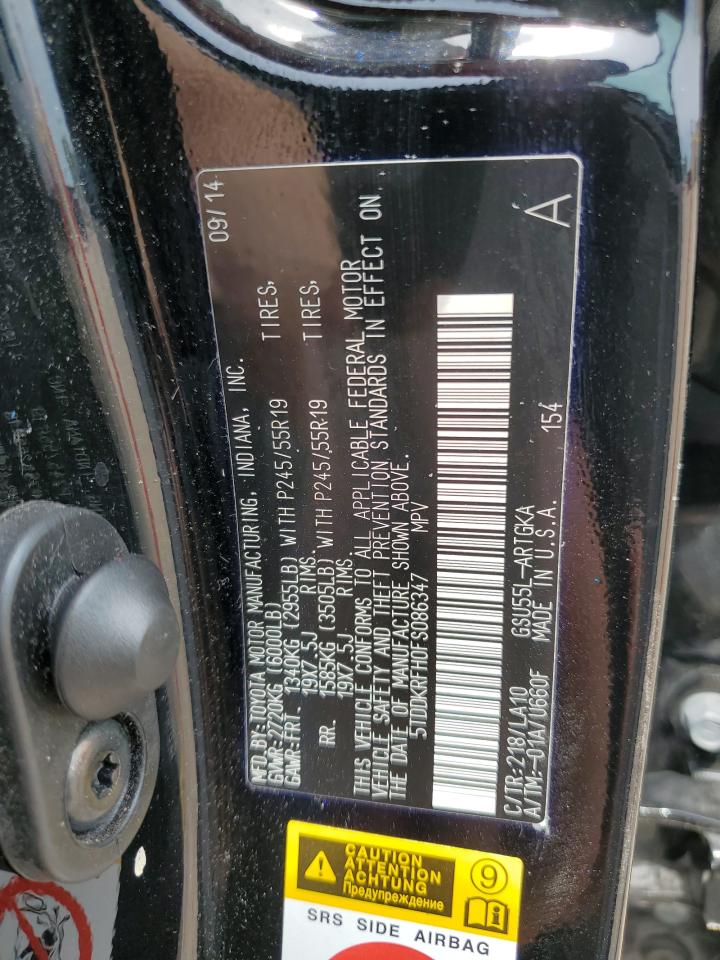 09/14
MFD.BY:TOYOTA MOTOR MANUFACTURING, INDIANA, INC.
GVWR:2720KG (6000LB)
GAWR:FRT. 1340KG (2955LB) WITH P245/55R19 TIRES,
19X7.5J RIMS.
RR. 1585KG (3505LB) WITH P245/55R19 TIRES,
19X7.5J RIMS.
THIS VEHICLE CONFORMS TO ALL APPLICABLE FEDERAL MOTOR
VEHICLE SAFETY AND THEFT PREVENTION STANDARDS IN EFFECT ON
THE DATE OF MANUFACTURE SHOWN ABOVE.
5TDDKRFH0FS086347 MPV
C/TR:218/LA10 GSU55L-ARTGKA 154
A/TM:-01A/U660F MADE IN U.S.A. A
CAUTION
ATTENTION
ACHTUNG
Предупреждение
9
SRS SIDE AIRBAG